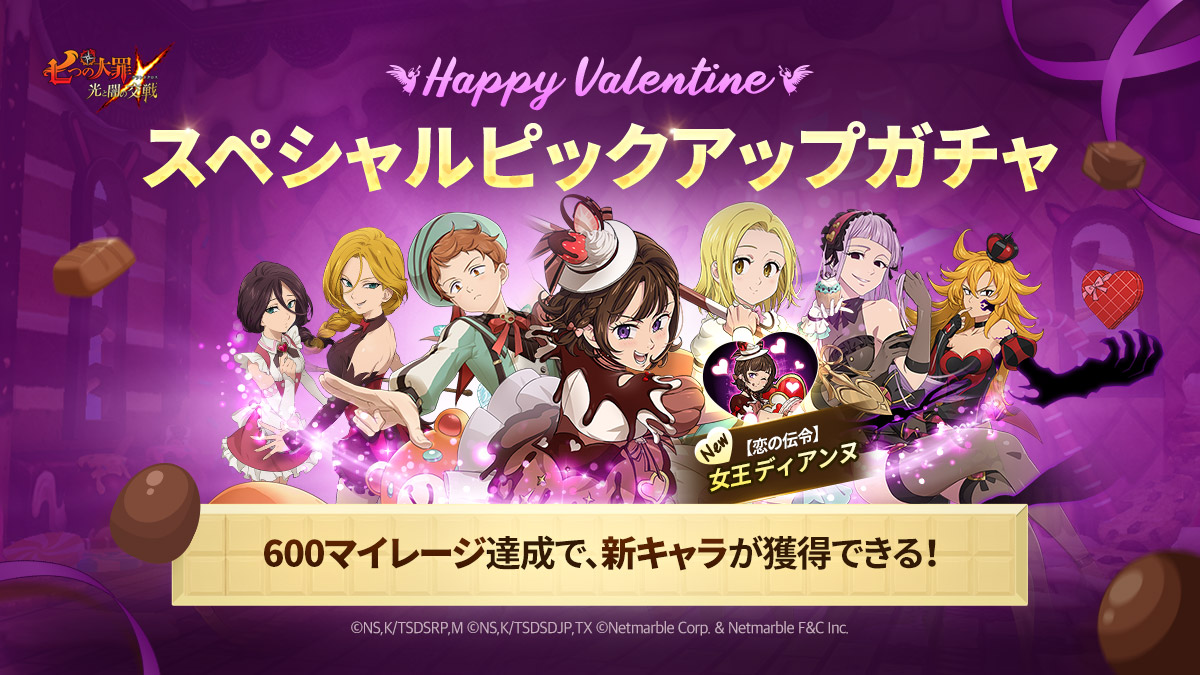 七つの大罪
光と闇の交戦
Happy Valentine
スペシャルピックアップガチャ
New
【恋の伝令】
女王 ディアンヌ
600マイレージ達成で、新キャラが獲得できる!
©NS,K/TSDSRP,M ©NS,K/TSDSDJP,TX ©Netmarble Corp. & Netmarble F&C Inc.